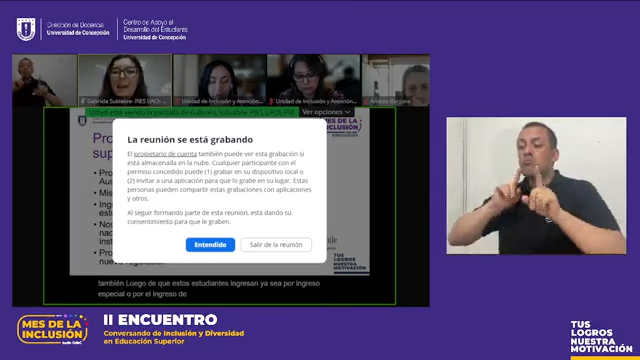 Dirección de Docencia
Universidad de Concepción
Centro de Apoyo al
Desarrollo del Estudiante
Universidad de Concepción
Unidad de Inclusión y Atención...
Unidad de Inclusión y Atención...
Ver opciones
MES DE LA
INCLUSIÓN
La reunión se está grabando
El propietario de cuenta también puede ver esta grabación si
está almacenada en la nube. Cualquier participante con el
permiso concedido puede (1) grabar en su dispositivo local o
(2) invitar a una aplicación para que lo grabe en su lugar. Estas
personas pueden compartir estas grabaciones con aplicaciones
y otros.
Al seguir formando parte de esta reunión, está dando su
consentimiento para que le graben.
Entendido
Salir de la reunión
TUS
LOGROS
NUESTRA
MOTIVACIÓN
también Luego de que estos estudiantes ingresan ya sea por ingreso
especial o por el ingreso de
MES DE LA
INCLUSIÓN
II ENCUENTRO
Conversando de Inclusión y Diversidad
en Educación Superior
TUS
LOGROS
NUESTRA
MOTIVACIÓN